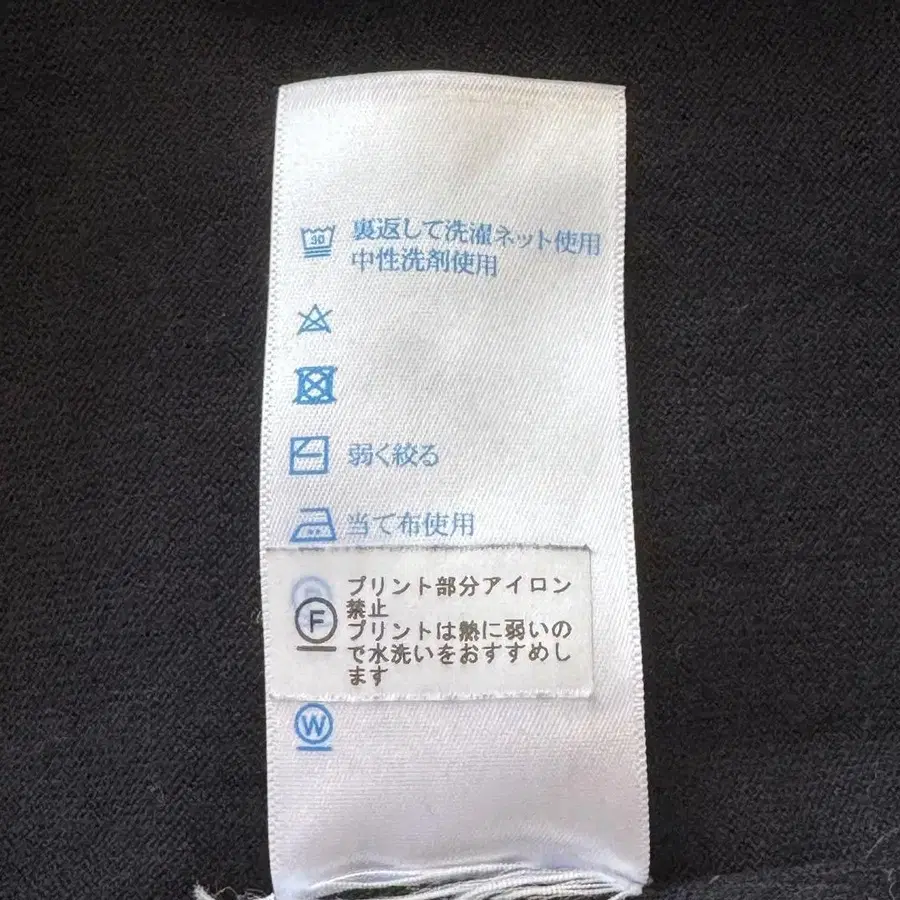 30
裏返して洗濯ネット使用
中性洗剤使用
弱く絞る
当て布使用
プリント部分アイロン
禁止
F
プリントは熱に弱いの
で水洗いをおすすめし
ます
W